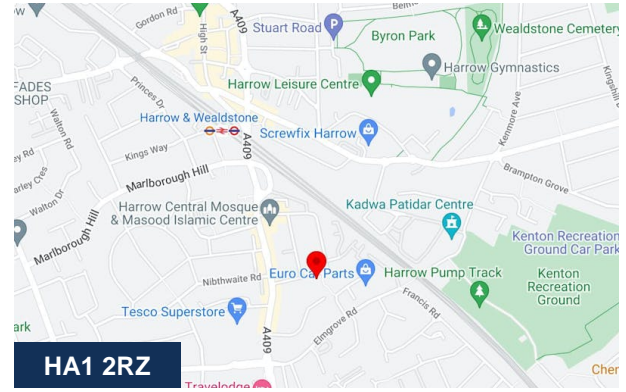 ow
Gordon Rd
High St
A409
Stuart Road
P
Byron Park
Wealdstone Cemetery
Harrow Gymnastics
FADES
SHOP
Princes Dr
Harrow Leisure Centre
Kingshill
Walton Rd
Harrow & Wealdstone
Kenmore Ave
Kings Way
A409
Screwfix Harrow
Marlborough Hill
Brampton Grove
Walton Dr
Harrow Central Mosque
& Masood Islamic Centre
Kadwa Patidar Centre
Marlborough Hill
Kenton Recreation
Ground Car Park
Nibthwaite Rd
Euro Car Parts
Harrow Pump Track
Kenton
Recreation
Ground
Francis Rd
Tesco Superstore
Elmgrove Rd
ark
A409
HA1 2RZ
Travelodge
Cher